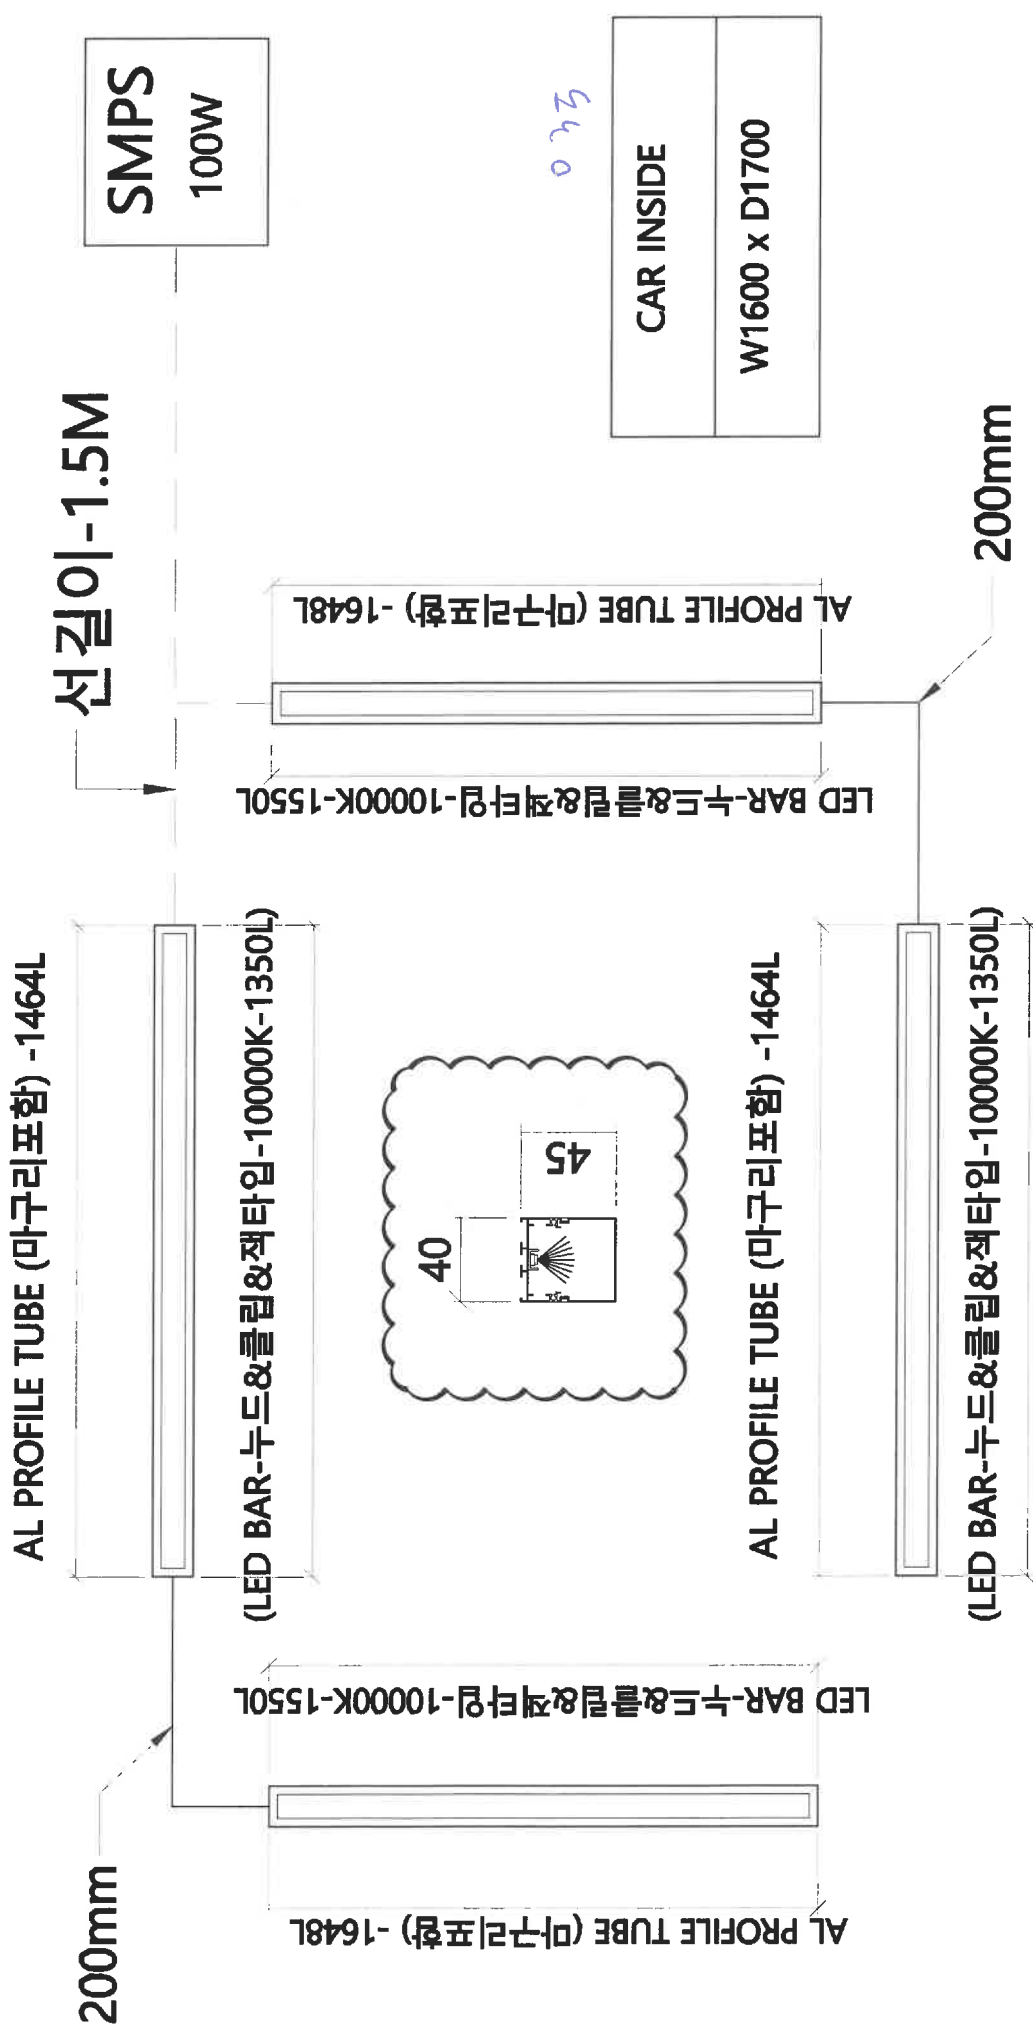 200mm
AL PROFILE TUBE (마구리포함) -1464L
선길이-1.5M
SMPS
100W
(LED BAR-누드&클립&잭타입-10000K-1350L)
AL PROFILE TUBE (마구리포함) -1648L
LED BAR-누드&클립&잭타입-10000K-1550L
40
45
LED BAR-누드&클립&잭타입-10000K-1550L
AL PROFILE TUBE (마구리포함) -1648L
CAR INSIDE
W1600 x D1700
AL PROFILE TUBE (마구리포함) -1464L
(LED BAR-누드&클립&잭타입-10000K-1350L)
200mm